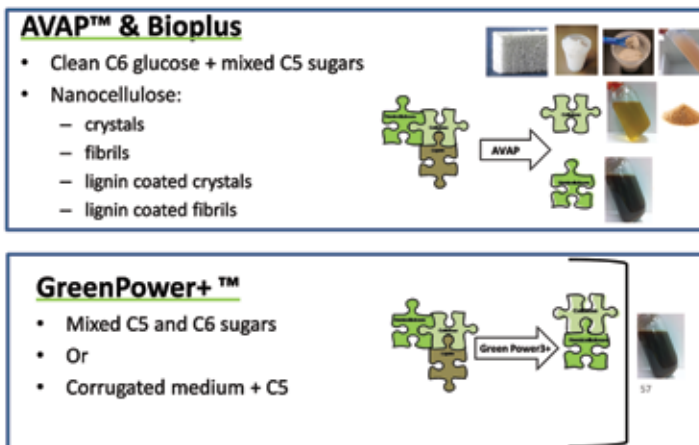 AVAP™ & Bioplus
• Clean C6 glucose + mixed C5 sugars
• Nanocellulose:
– crystals
– fibrils
– lignin coated crystals
– lignin coated fibrils
AVAP
GreenPower+ ™
• Mixed C5 and C6 sugars
• Or
• Corrugated medium + C5
Green Power3+
57